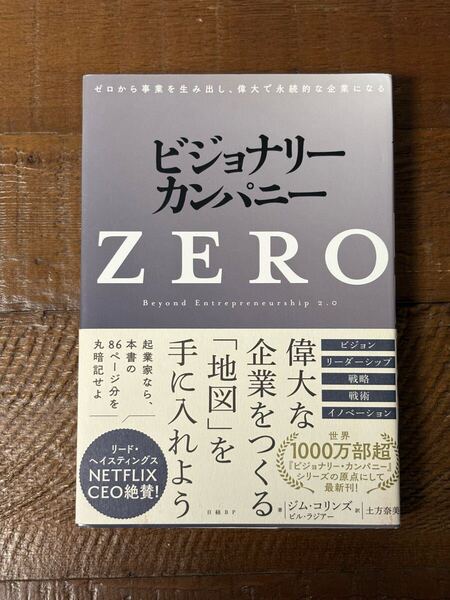 ゼロから事業を生み出し、偉大で永続的な企業になる
ビジョナリー
カンパニー
ZERO
Beyond Entrepreneurship 2.0
ビジョン
リーダーシップ
戦略
戦術
イノベーション
偉大な
企業をつくる
「地図」を
手に入れよう
起業家なら、
本書の
86ページ分を
丸暗記せよ
リード・
ヘイスティングス
NETFLIX
CEO絶賛!
世界
1000万部超
『ビジョナリー・カンパニー』
シリーズの原点にして
最新刊!
日経BP
著
ジム・コリンズ
ビル・ラジアー
訳
土方奈美